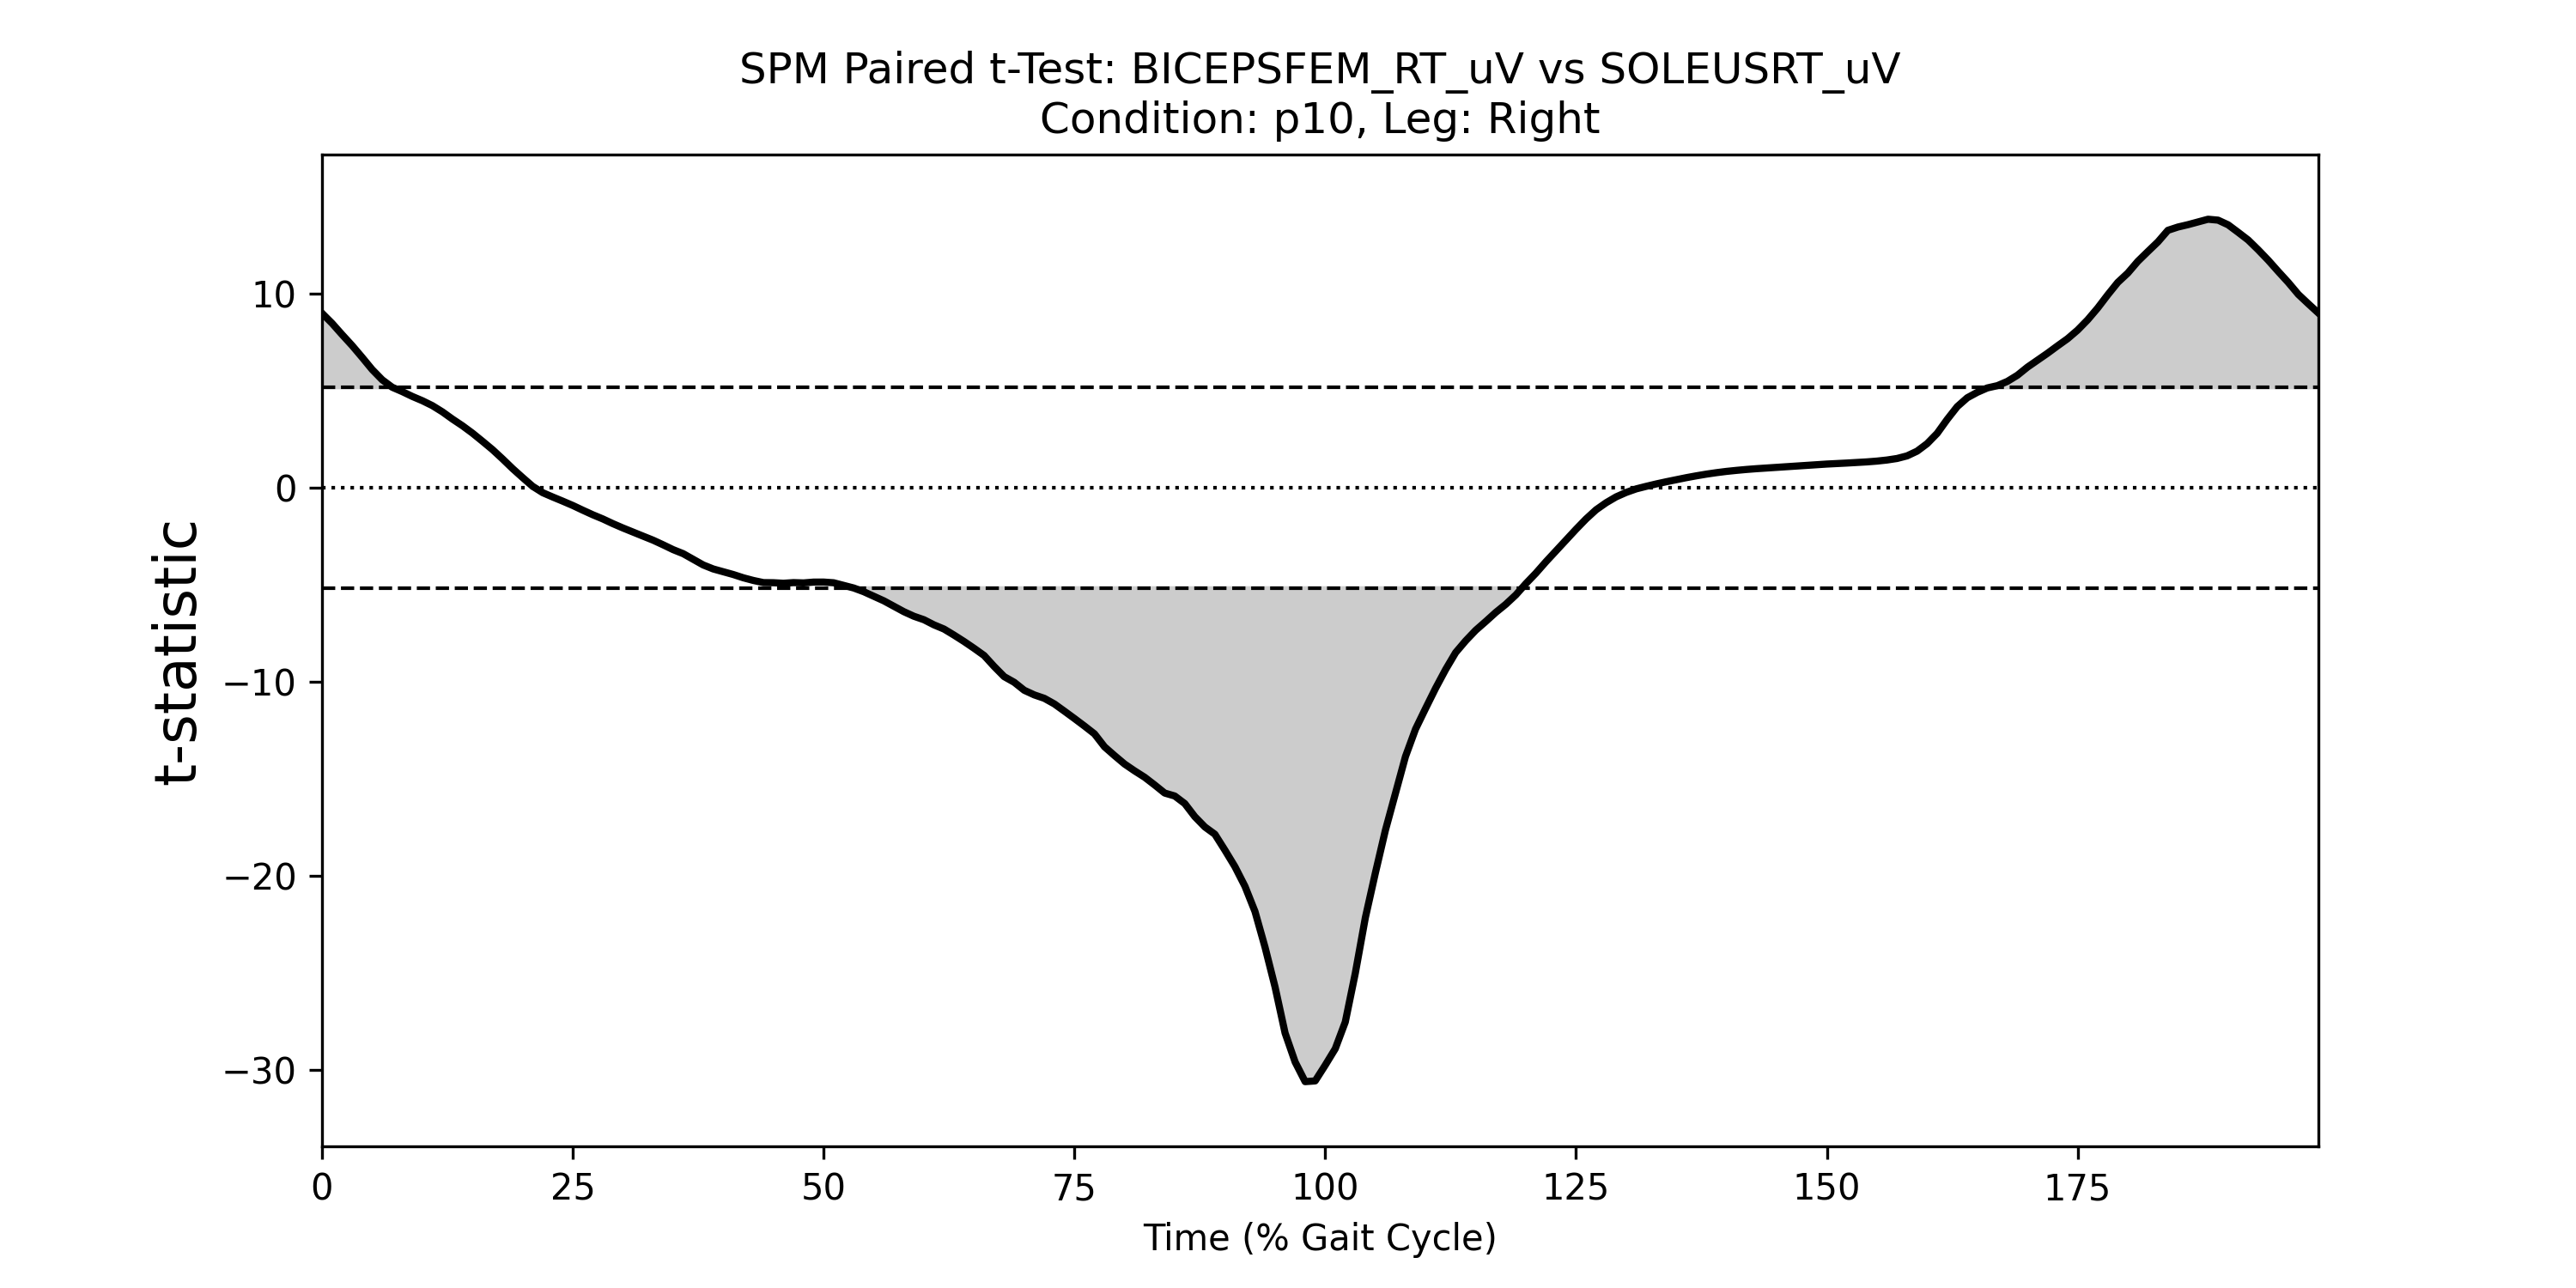 SPM Paired t-Test: BICEPSFEM_RT_uV vs SOLEUSRT_uV
Condition: p10, Leg: Right
t-statistic
10
0
−10
−20
−30
0 25 50 75 100 125 150 175
Time (% Gait Cycle)